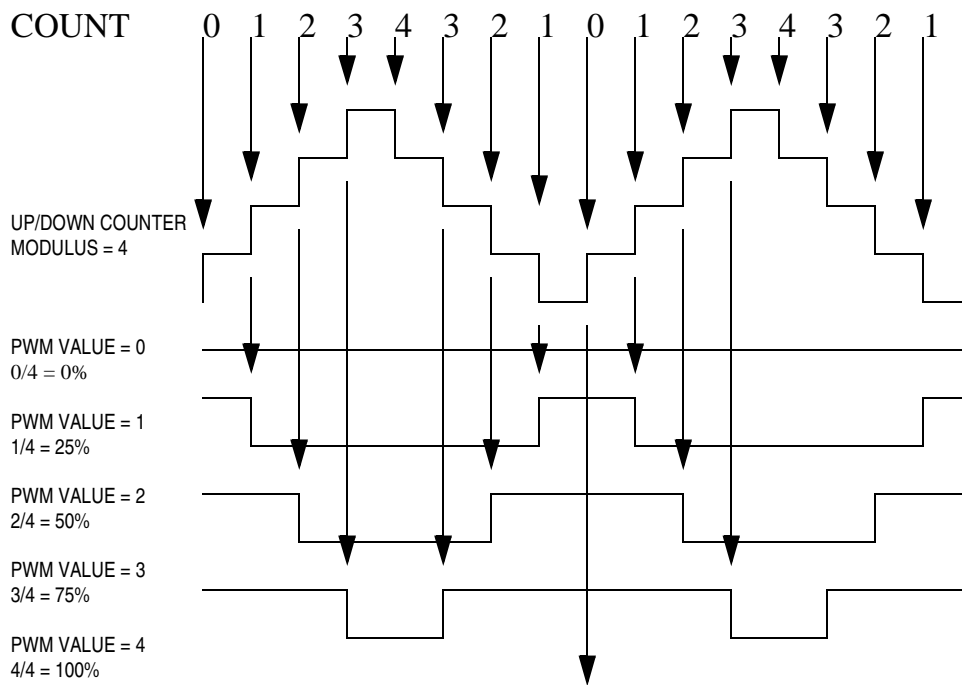 COUNT 0 1 2 3 4 3 2 1 0 1 2 3 4 3 2 1
UP/DOWN COUNTER
MODULUS = 4
PWM VALUE = 0
0/4 = 0%
PWM VALUE = 1
1/4 = 25%
PWM VALUE = 2
2/4 = 50%
PWM VALUE = 3
3/4 = 75%
PWM VALUE = 4
4/4 = 100%